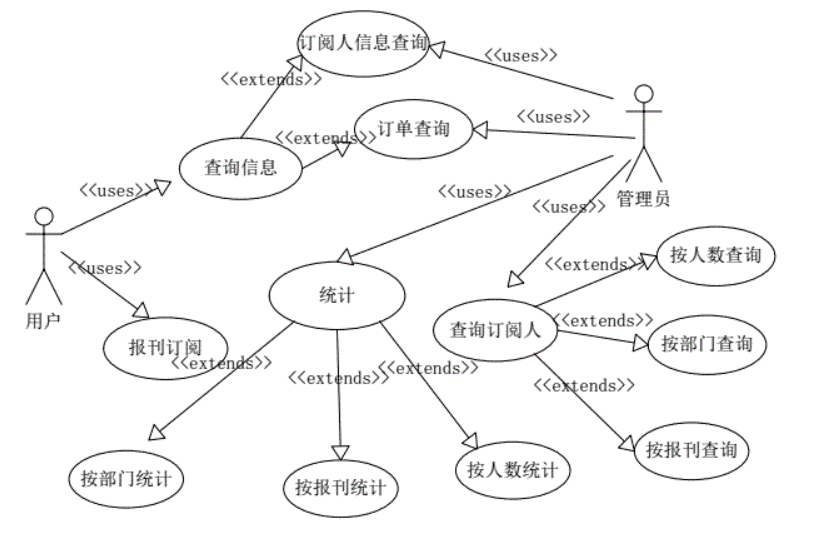 订阅人信息查询
<<uses>>
<<extends>>
<<uses>>
订单查询
<<extends>>
查询信息
<<uses>>
<<uses>>
管理员
<<uses>>
<<uses>>
<<extends>>
按人数查询
用户
统计
查询订阅人
<<extends>>
按部门查询
报刊订阅
<<extends>>
<<extends>>
<<extends>>
<<extends>>
按部门统计
按报刊统计
按人数统计
按报刊查询